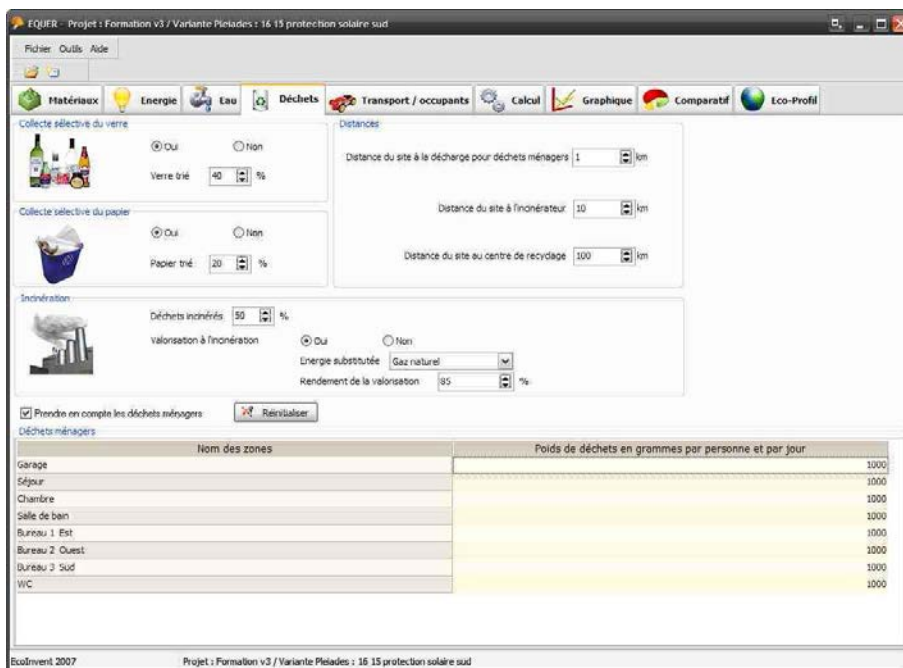 EQUER - Projet : Formation v3 / Variante Pleiades : 16 15 protection solaire sud
Fichier Outils Aide
Matériaux Energie Eau Déchets Transport / occupants Calcul Graphique Comparatif Eco-Profil
Collecte sélective du verre
Oui Non
Verre trié 40 %
Distances
Distance du site à la décharge pour déchets ménagers 1 km
Distance du site à l'incinérateur 10 km
Distance du site au centre de recyclage 100 km
Collecte sélective du papier
Oui Non
Papier trié 20 %
Incinération
Déchets incinérés 50 %
Valorisation à l'incinération Oui Non
Energie substitutée Gaz naturel
Rendement de la valorisation 85 %
Prendre en compte les déchets ménagers Réinitialiser
Déchets ménagers
Nom des zones Poids de déchets en grammes par personne et par jour
Garage 1000
Séjour 1000
Chambre 1000
Salle de bain 1000
Bureau 1 Est 1000
Bureau 2 Ouest 1000
Bureau 3 Sud 1000
WC 1000
EcoInvent 2007 Projet : Formation v3 / Variante Pleiades : 16 15 protection solaire sud